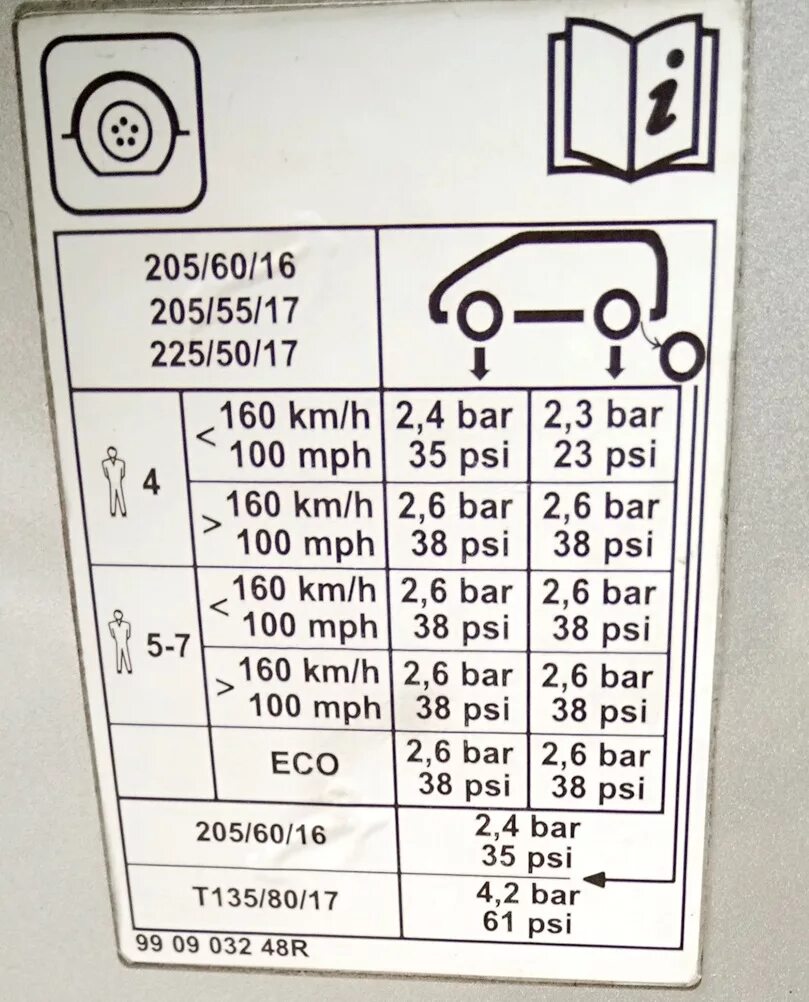 i
205/60/16
205/55/17
225/50/17
4
< 160 km/h 2,4 bar 2,3 bar
100 mph 35 psi 23 psi
> 160 km/h 2,6 bar 2,6 bar
100 mph 38 psi 38 psi
5-7
< 160 km/h 2,6 bar 2,6 bar
100 mph 38 psi 38 psi
> 160 km/h 2,6 bar 2,6 bar
100 mph 38 psi 38 psi
ECO
2,6 bar 2,6 bar
38 psi 38 psi
205/60/16
2,4 bar
35 psi
T135/80/17
4,2 bar
61 psi
99 09 032 48R